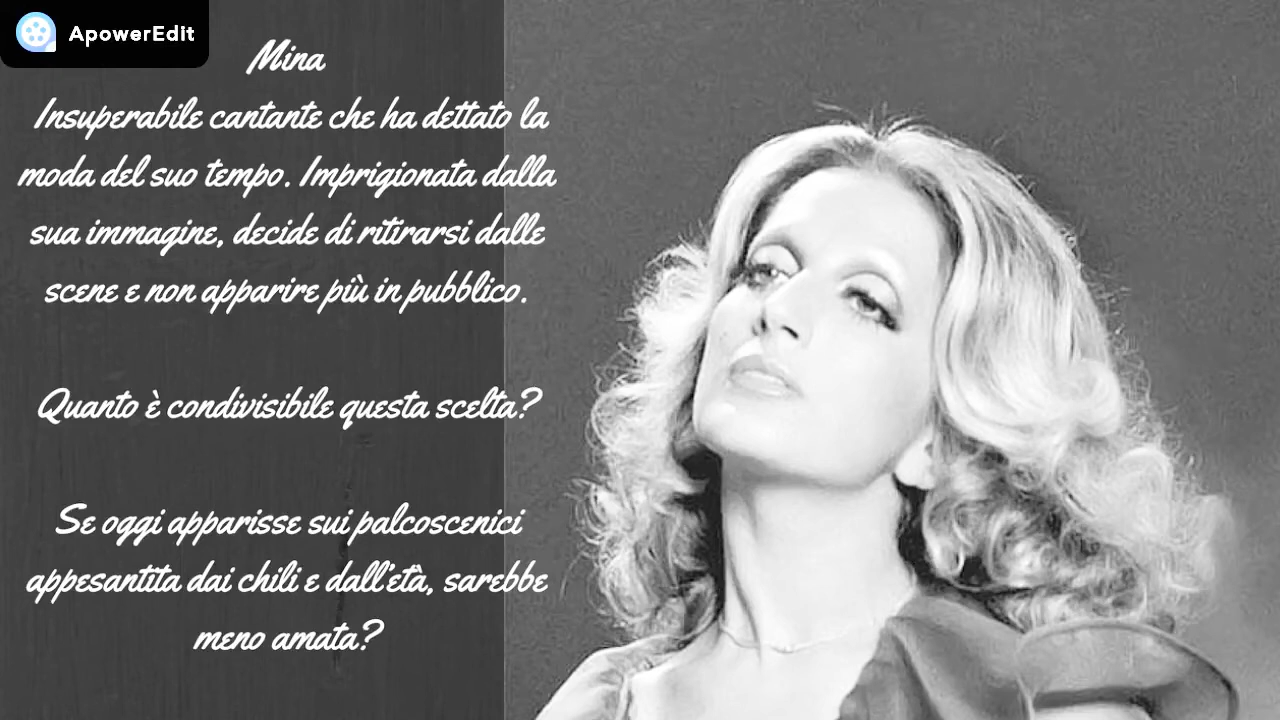 ApowerEdit
Mina
Insuperabile cantante che ha dettato la
moda del suo tempo. Imprigionata dalla
sua immagine, decide di ritirarsi dalle
scene e non apparire più in pubblico.
Quanto è condivisibile questa scelta?
Se oggi apparisse sui palcoscenici
appesantita dai chili e dall'età, sarebbe
meno amata?